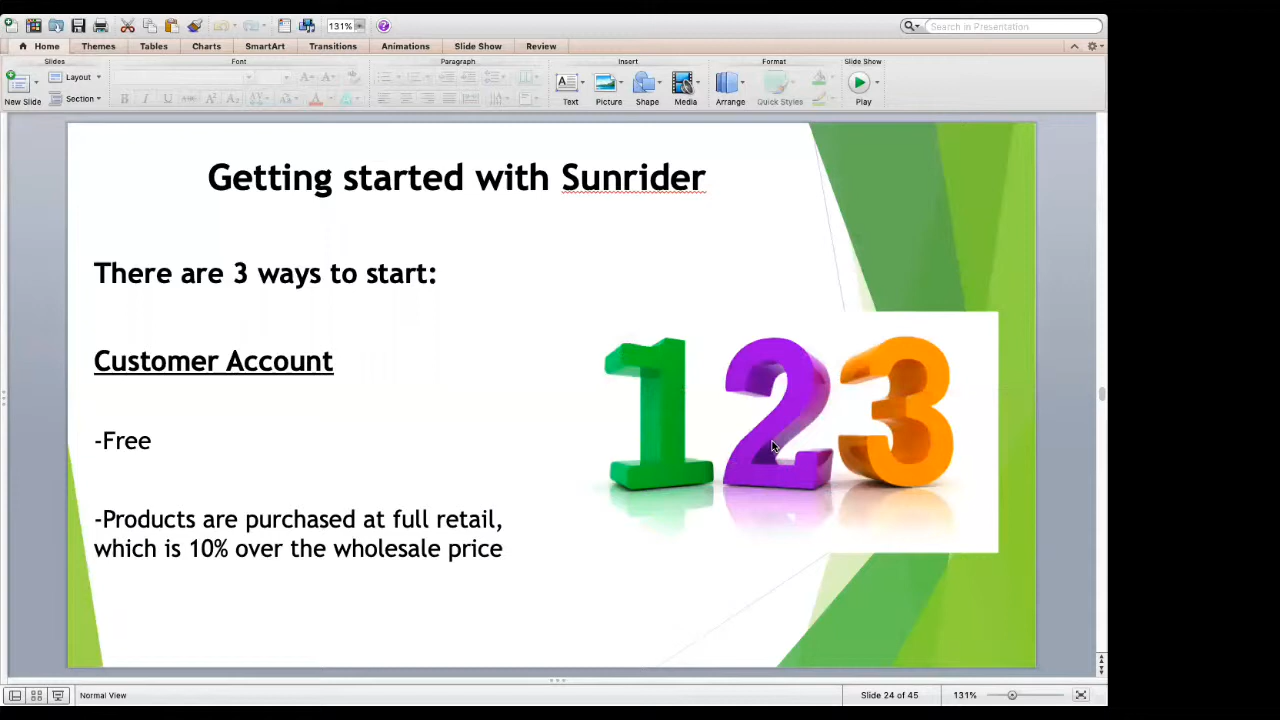 131%
Search in Presentation
Home Themes Tables Charts SmartArt Transitions Animations Slide Show Review
Slides Font Paragraph Insert Format Slide Show
Layout
New Slide Section
B I U ABC A² A₂
Text Picture Shape Media Arrange Quick Styles Play
Getting started with Sunrider
There are 3 ways to start:
Customer Account
-Free
-Products are purchased at full retail,
which is 10% over the wholesale price
123
Normal View Slide 24 of 45 131%